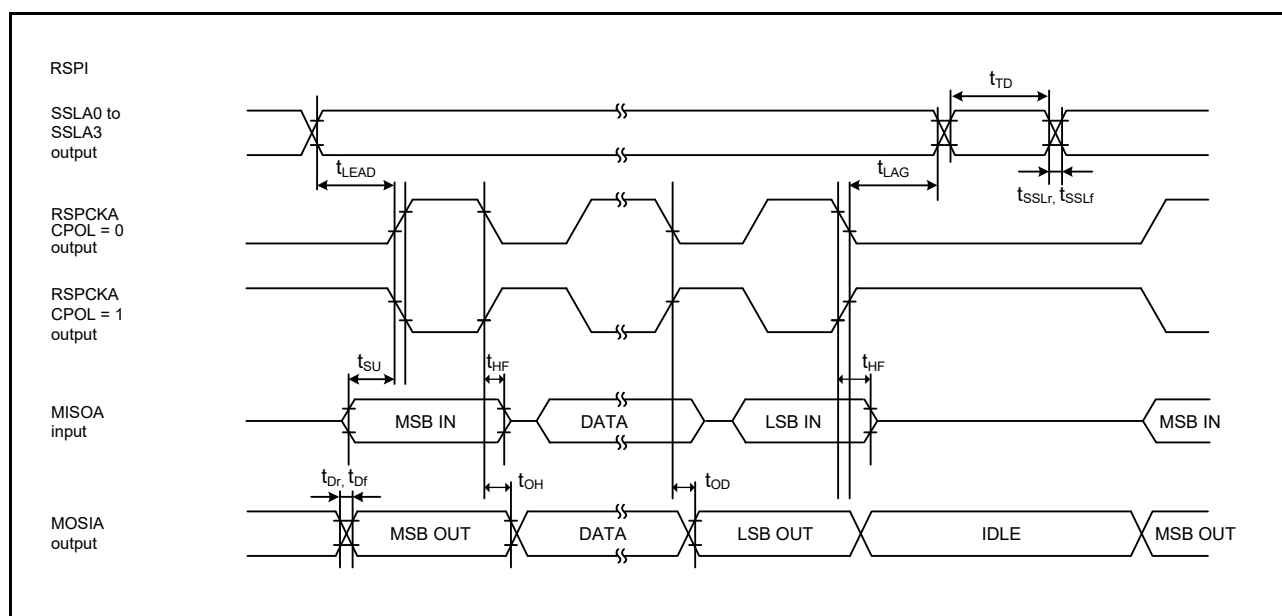 RSPI
SSLA0 to
SSLA3
output
tTD
tLEAD
tLAG
tSSLr, tSSLf
RSPCKA
CPOL = 0
output
RSPCKA
CPOL = 1
output
tSU
tHF
tHF
MISOA
input
MSB IN
DATA
LSB IN
MSB IN
tDr, tDf
tOH
tOD
MOSIA
output
MSB OUT
DATA
LSB OUT
IDLE
MSB OUT